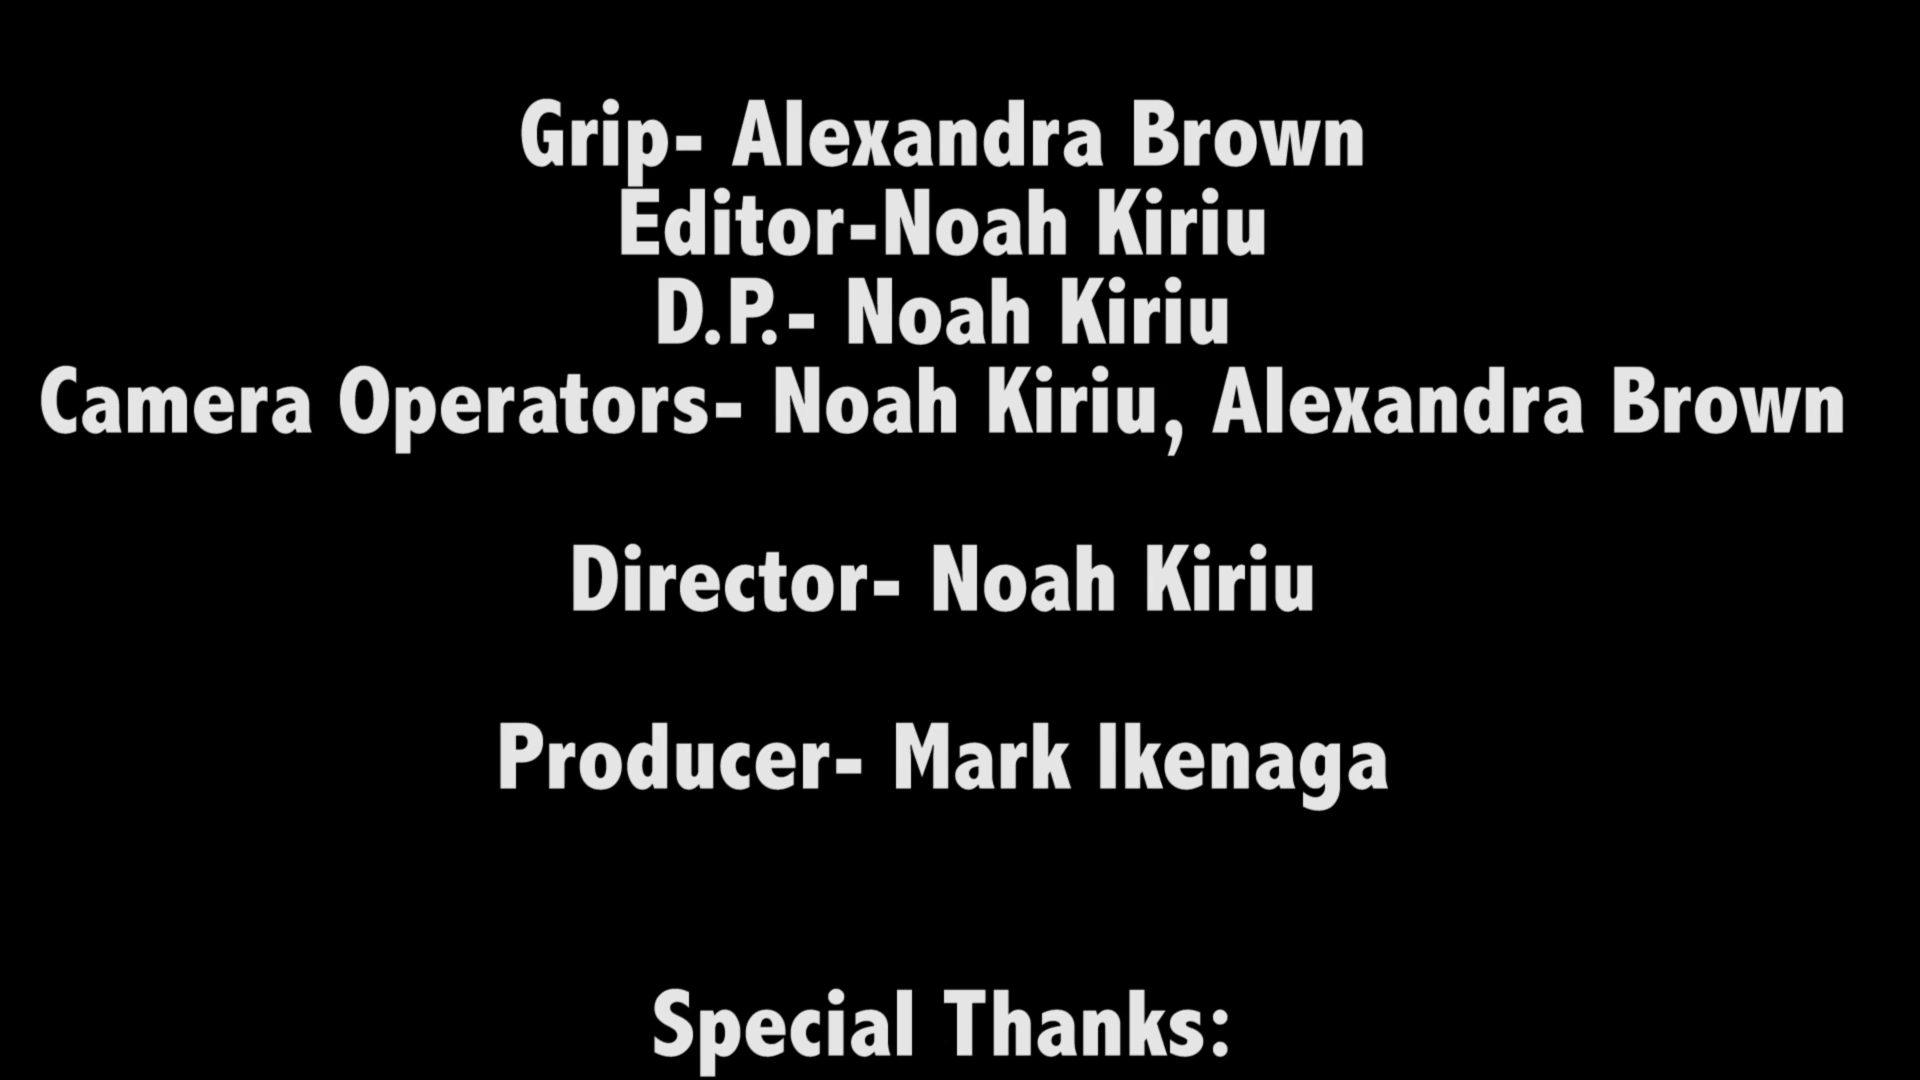 Grip- Alexandra Brown
Editor-Noah Kiriu
D.P.- Noah Kiriu
Camera Operators- Noah Kiriu, Alexandra Brown
Director- Noah Kiriu
Producer- Mark Ikenaga
Special Thanks: